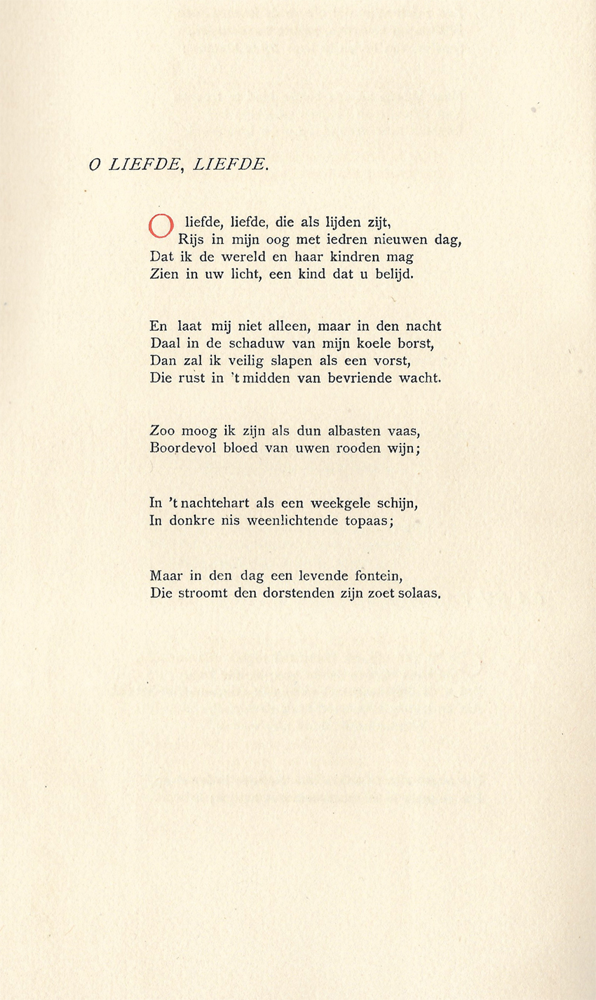 O LIEFDE, LIEFDE.
O liefde, liefde, die als lijden zijt,
Rijs in mijn oog met iedren nieuwen dag,
Dat ik de wereld en haar kindren mag
Zien in uw licht, een kind dat u belijd.
En laat mij niet alleen, maar in den nacht
Daal in de schaduw van mijn koele borst,
Dan zal ik veilig slapen als een vorst,
Die rust in 't midden van bevriende wacht.
Zoo moog ik zijn als dun albasten vaas,
Boordevol bloed van uwen rooden wijn;
In 't nachtehart als een weekgele schijn,
In donkre nis weenlichtende topaas;
Maar in den dag een levende fontein,
Die stroomt den dorstenden zijn zoet solaas.